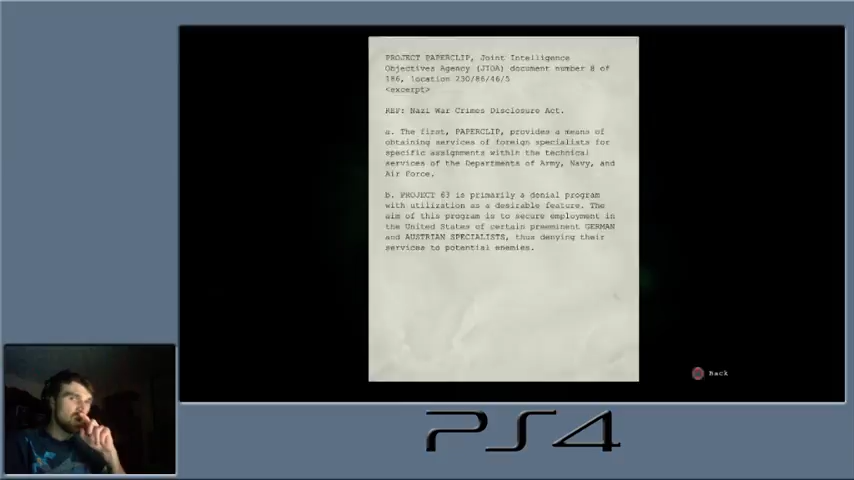 PROJECT PAPERCLIP, Joint Intelligence
Objectives Agency (JIOA) document number 8 of
186, location 230/86/46/5
<excerpt>
REF: Nazi War Crimes Disclosure Act.
a. The first, PAPERCLIP, provides a means of
obtaining services of foreign specialists for
specific assignments within the technical
services of the Departments of Army, Navy, and
Air Force.
b. PROJECT 63 is primarily a denial program
with utilization as a desirable feature. The
aim of this program is to secure employment in
the United States of certain preeminent GERMAN
and AUSTRIAN SPECIALISTS, thus denying their
services to potential enemies.
Back
PS4